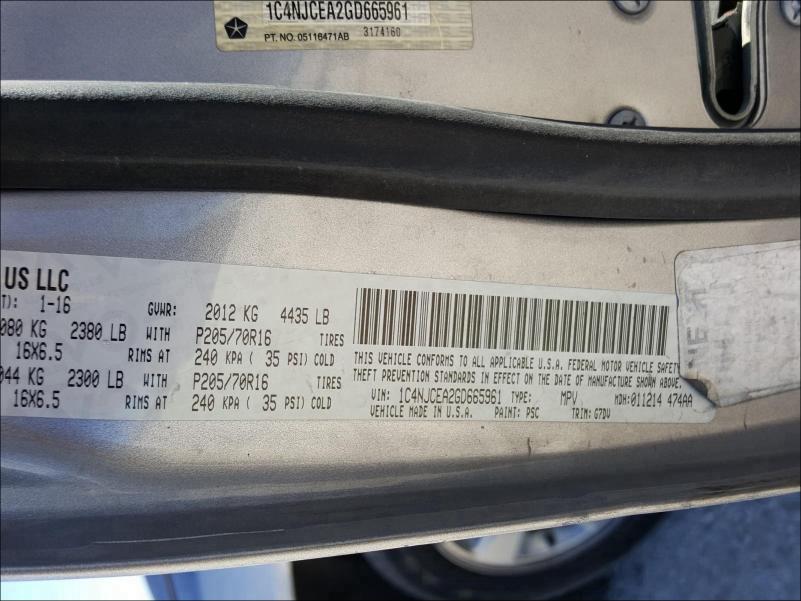 1C4NJCEA2GD665961
PT. NO. 05116471AB 3174160
US LLC
T): 1-16 GVWR: 2012 KG 4435 LB
080 KG 2380 LB WITH P205/70R16 TIRES
16X6.5 RIMS AT 240 KPA ( 35 PSI) COLD
044 KG 2300 LB WITH P205/70R16 TIRES
16X6.5 RIMS AT 240 KPA ( 35 PSI) COLD
THIS VEHICLE CONFORMS TO ALL APPLICABLE U.S.A. FEDERAL MOTOR VEHICLE SAFETY
THEFT PREVENTION STANDARDS IN EFFECT ON THE DATE OF MANUFACTURE SHOWN ABOVE.
VIN: 1C4NJCEA2GD665961 TYPE: MPV MDH: 011214 474AA
VEHICLE MADE IN U.S.A. PAINT: PSC TRIM: G7DV